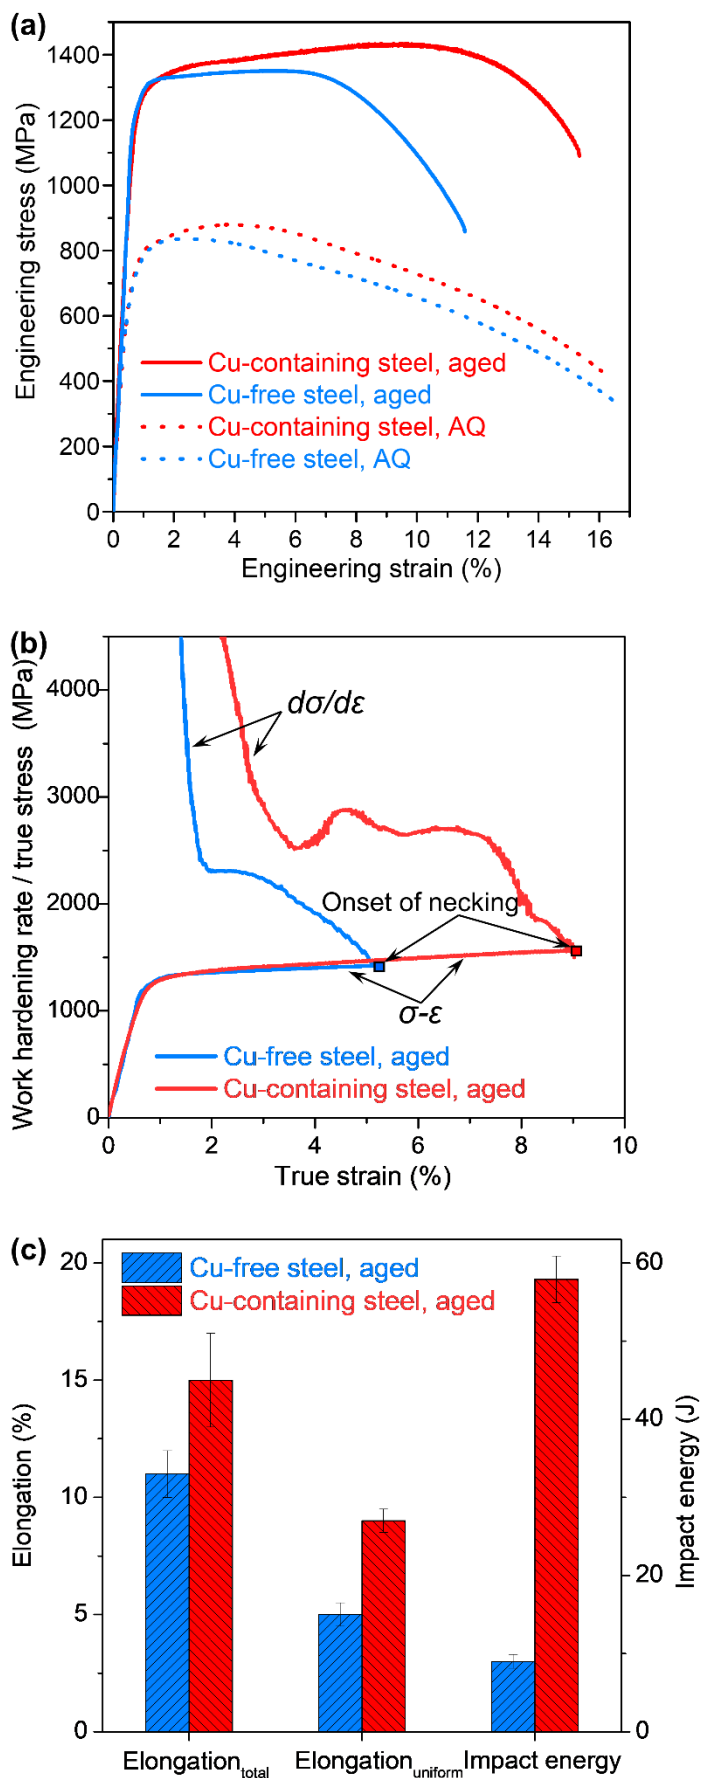 (a)
Engineering stress (MPa)
1400
1200
1000
800
600
400
200
0
Cu-containing steel, aged
Cu-free steel, aged
Cu-containing steel, AQ
Cu-free steel, AQ
0 2 4 6 8 10 12 14 16
Engineering strain (%)
(b)
Work hardening rate / true stress (MPa)
4000
3000
2000
1000
0
dσ/dε
Onset of necking
σ-ε
Cu-free steel, aged
Cu-containing steel, aged
0 2 4 6 8 10
True strain (%)
(c)
Elongation (%)
20
15
10
5
0
Cu-free steel, aged
Cu-containing steel, aged
60
40
20
0
Impact energy (J)
Elongation_total Elongation_uniform Impact energy